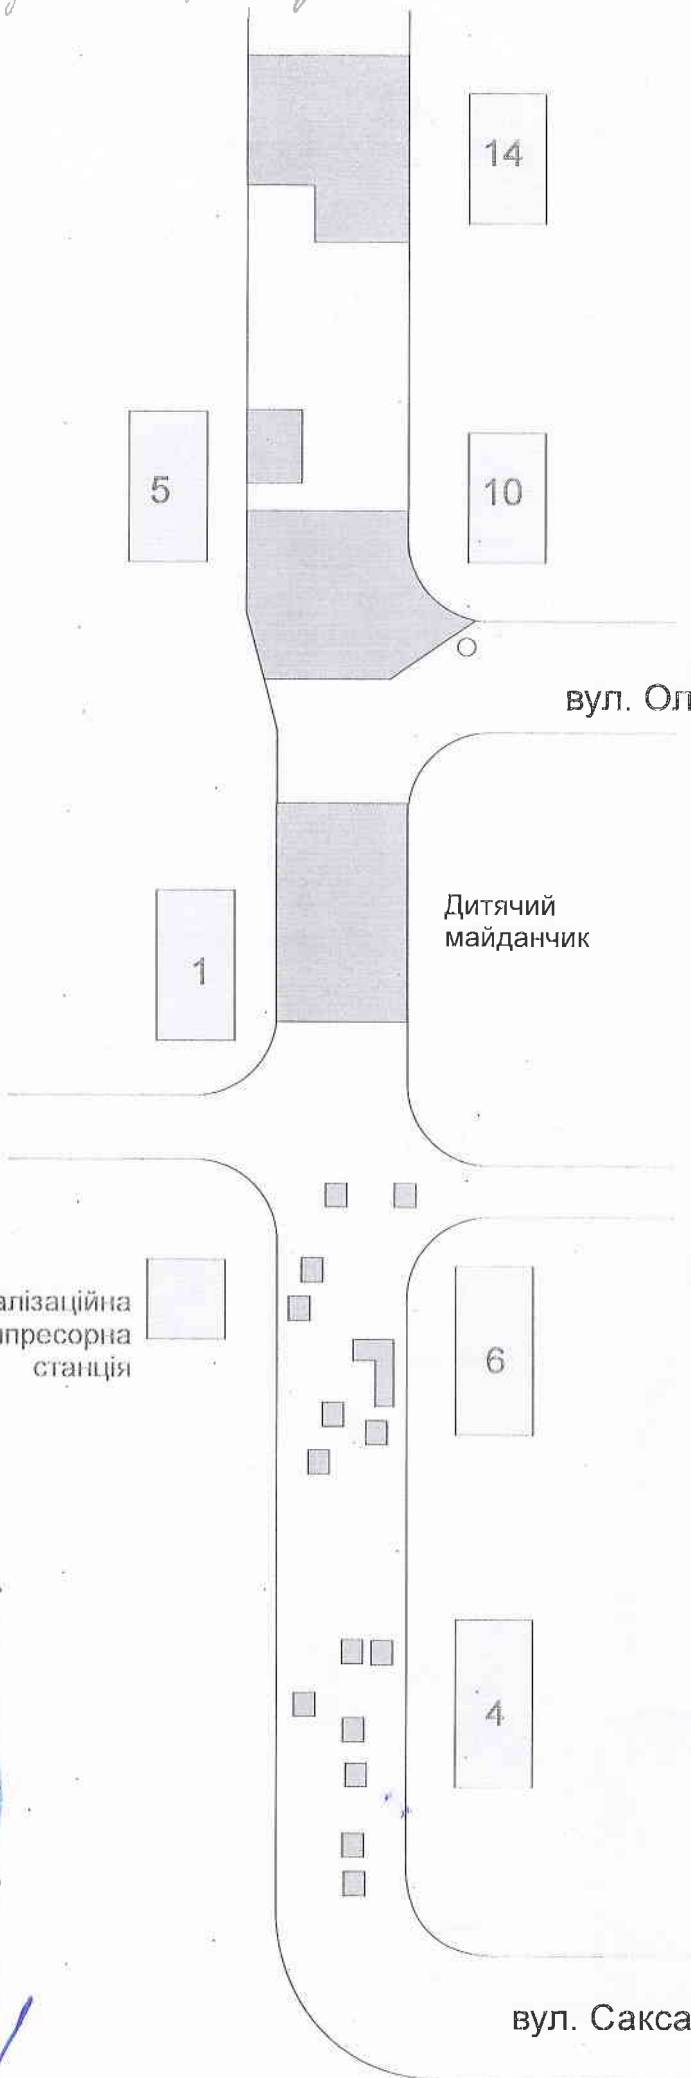 14
5
10
вул. Ол
Дитячий
майданчик
1
алізаційна
пресорна
станція
6
4
вул. Сакса